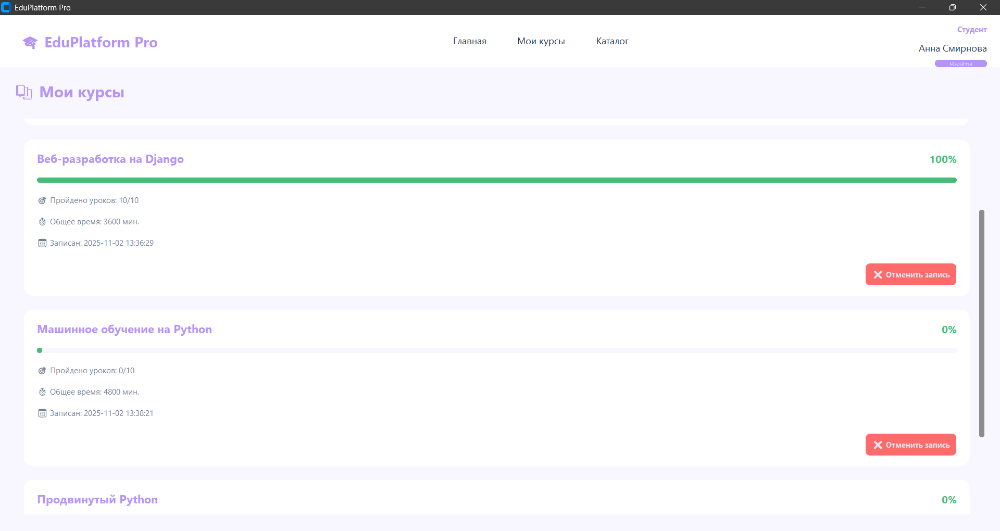 EduPlatform Pro
EduPlatform Pro
Главная
Мои курсы
Каталог
Студент
Анна Смирнова
Выйти
Мои курсы
Веб-разработка на Django
100%
Пройдено уроков: 10/10
Общее время: 3600 мин.
Записан: 2025-11-02 13:36:29
Отменить запись
Машинное обучение на Python
0%
Пройдено уроков: 0/10
Общее время: 4800 мин.
Записан: 2025-11-02 13:38:21
Отменить запись
Продвинутый Python
0%